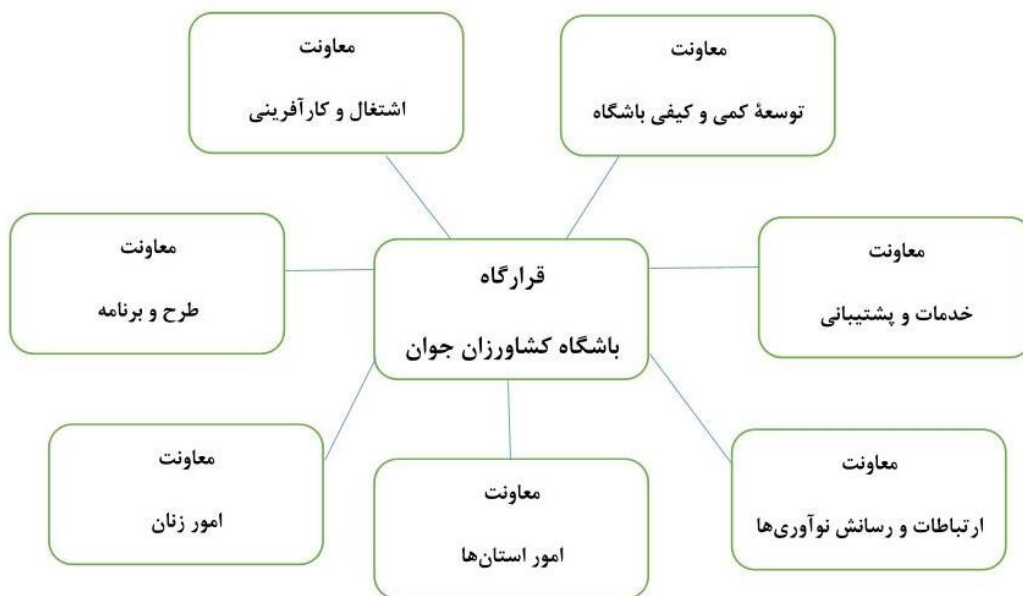 معاونت
توسعهٔ کمی و کیفی باشگاه
معاونت
اشتغال و کارآفرینی
معاونت
خدمات و پشتیبانی
قرارگاه
باشگاه کشاورزان جوان
معاونت
طرح و برنامه
معاونت
ارتباطات و رسانش نوآوری‌ها
معاونت
امور استان‌ها
معاونت
امور زنان